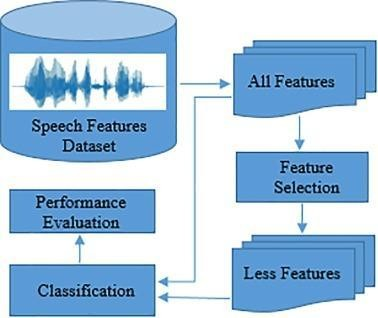 Speech Features
Dataset
All Features
Feature
Selection
Less Features
Classification
Performance
Evaluation